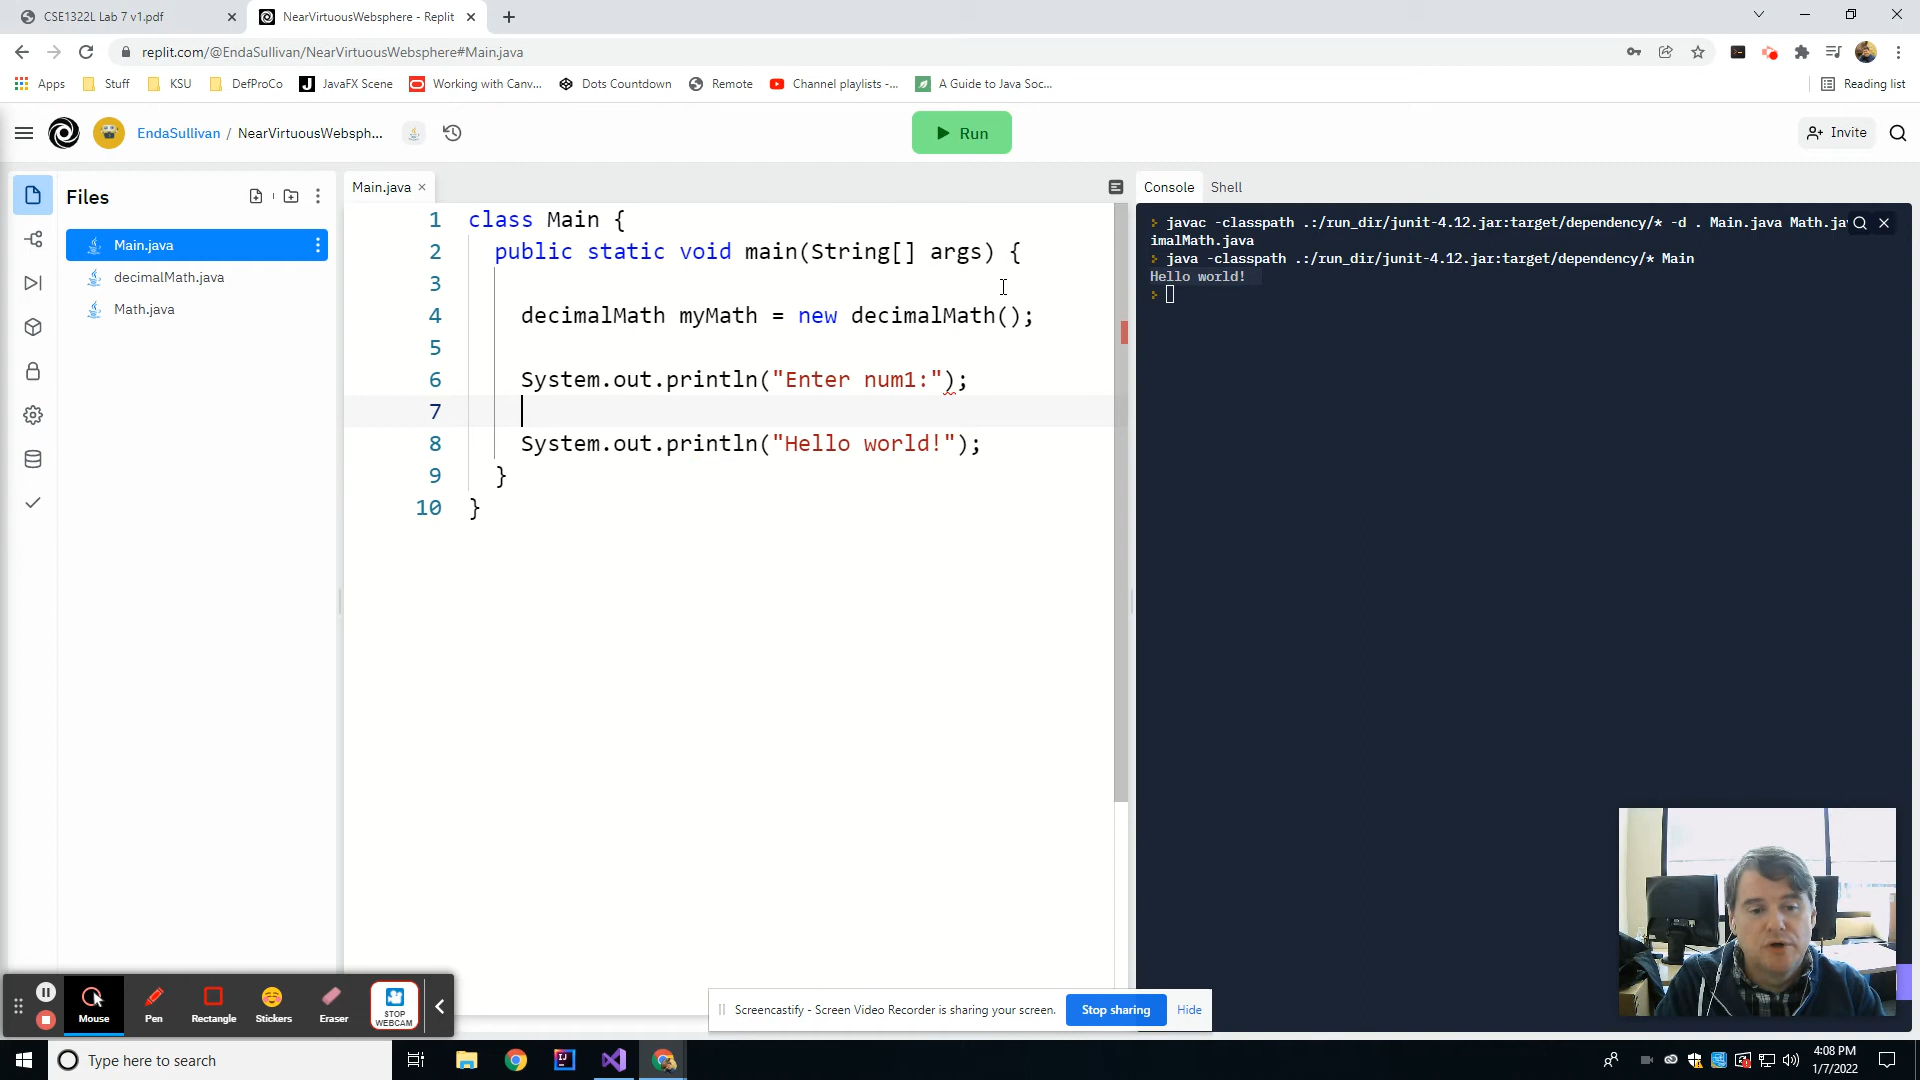 CSE1322L Lab 7 v1.pdf
NearVirtuousWebsphere - Replit
replit.com/@EndaSullivan/NearVirtuousWebsphere#Main.java
Apps Stuff KSU DefProCo JavaFX Scene Working with Canv... Dots Countdown Remote Channel playlists -... A Guide to Java Soc... Reading list
EndaSullivan / NearVirtuousWebsph...
Run
Invite
Files
Main.java
decimalMath.java
Math.java
Main.java
1 class Main {
2 public static void main(String[] args) {
3
4 decimalMath myMath = new decimalMath();
5
6 System.out.println("Enter num1:");
7
8 System.out.println("Hello world!");
9 }
10 }
Console Shell
javac -classpath .:/run_dir/junit-4.12.jar:target/dependency/* -d . Main.java Math.jav
imalMath.java
java -classpath .:/run_dir/junit-4.12.jar:target/dependency/* Main
Hello world!
Mouse Pen Rectangle Stickers Eraser STOP WEBCAM
Screencastify - Screen Video Recorder is sharing your screen. Stop sharing Hide
Type here to search
4:08 PM
1/7/2022